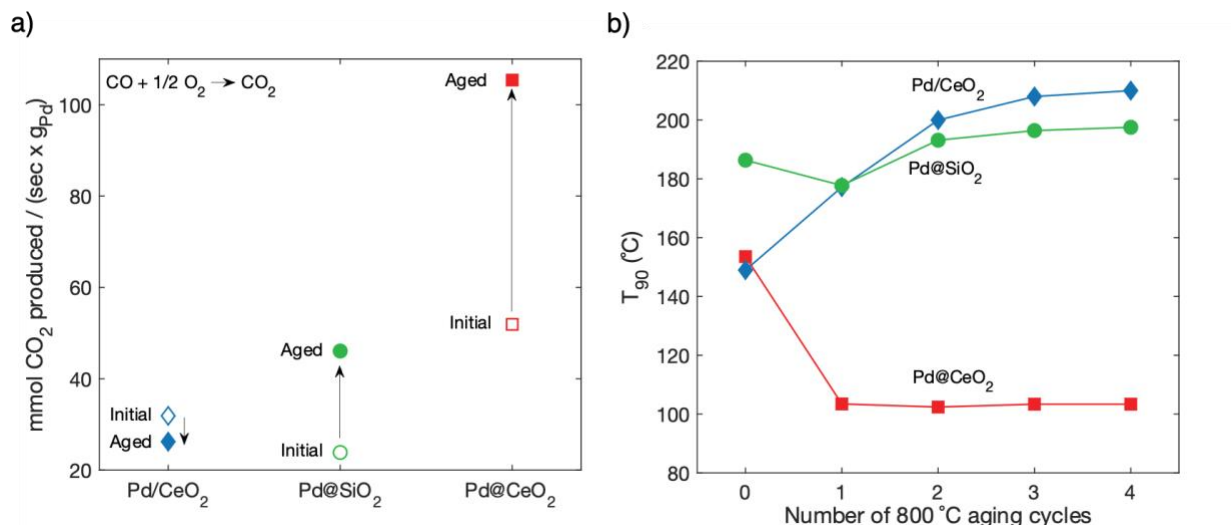 a)
CO + 1/2 O₂ → CO₂
mmol CO₂ produced / (sec x g_Pd)
100
80
60
40
20
Aged
Initial
Aged
Initial
Initial
Aged
Pd/CeO₂
Pd@SiO₂
Pd@CeO₂
b)
T₉₀ (°C)
220
200
180
160
140
120
100
80
Pd/CeO₂
Pd@SiO₂
Pd@CeO₂
0 1 2 3 4
Number of 800 °C aging cycles